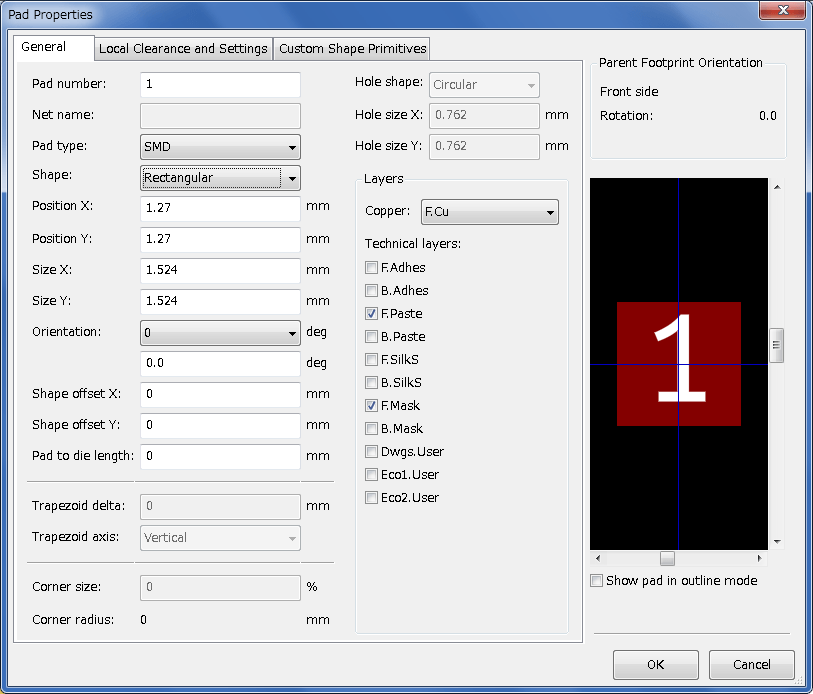 Pad Properties
General
Local Clearance and Settings
Custom Shape Primitives
Pad number: 1
Net name:
Pad type: SMD
Shape: Rectangular
Position X: 1.27 mm
Position Y: 1.27 mm
Size X: 1.524 mm
Size Y: 1.524 mm
Orientation: 0 deg
0.0 deg
Shape offset X: 0 mm
Shape offset Y: 0 mm
Pad to die length: 0 mm
Trapezoid delta: 0 mm
Trapezoid axis: Vertical
Corner size: 0 %
Corner radius: 0 mm
Hole shape: Circular
Hole size X: 0.762 mm
Hole size Y: 0.762 mm
Layers
Copper: F.Cu
Technical layers:
F.Adhes
B.Adhes
F.Paste
B.Paste
F.SilkS
B.SilkS
F.Mask
B.Mask
Dwgs.User
Eco1.User
Eco2.User
Parent Footprint Orientation
Front side
Rotation: 0.0
1
Show pad in outline mode
OK
Cancel